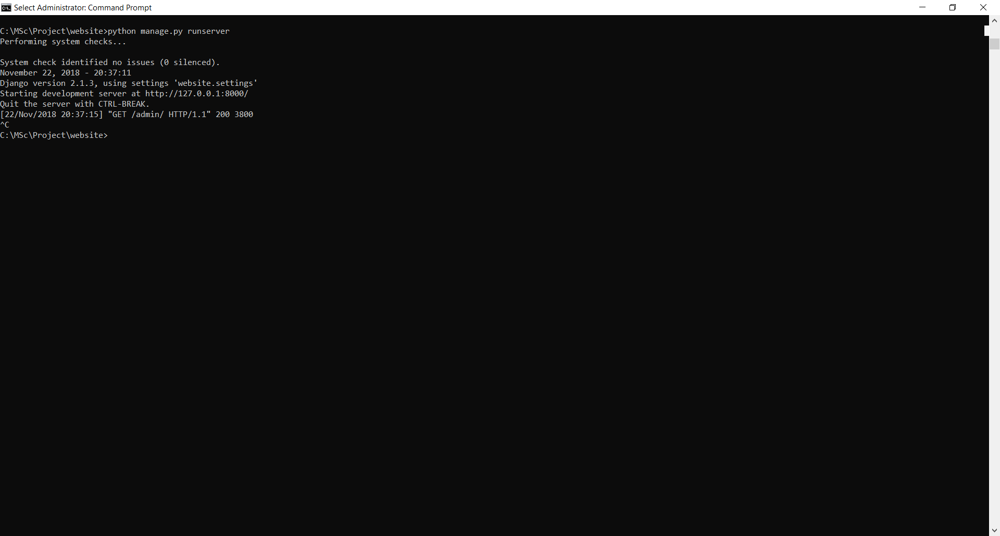 Select Administrator: Command Prompt
C:\MSc\Project\website>python manage.py runserver
Performing system checks...
System check identified no issues (0 silenced).
November 22, 2018 - 20:37:11
Django version 2.1.3, using settings 'website.settings'
Starting development server at http://127.0.0.1:8000/
Quit the server with CTRL-BREAK.
[22/Nov/2018 20:37:15] "GET /admin/ HTTP/1.1" 200 3800
^C
C:\MSc\Project\website>